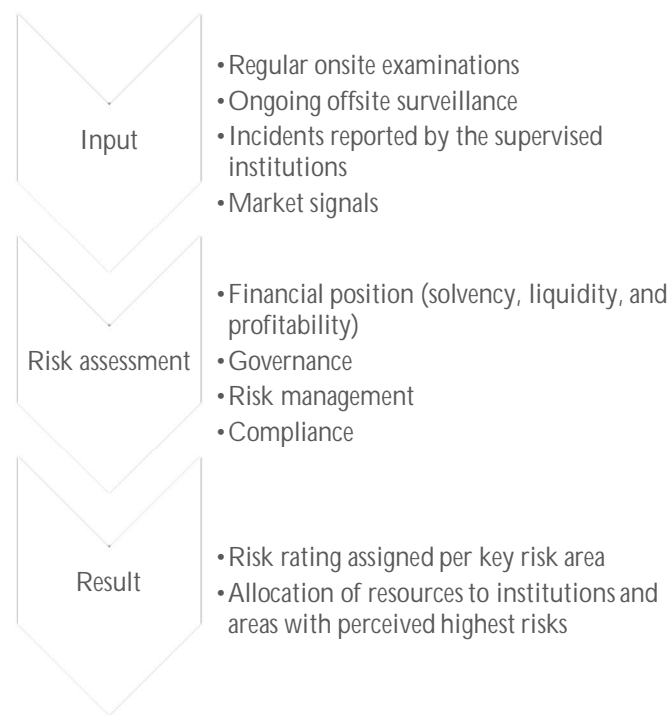 Input
• Regular onsite examinations
• Ongoing offsite surveillance
• Incidents reported by the supervised
institutions
• Market signals
Risk assessment
• Financial position (solvency, liquidity, and
profitability)
• Governance
• Risk management
• Compliance
Result
• Risk rating assigned per key risk area
• Allocation of resources to institutions and
areas with perceived highest risks